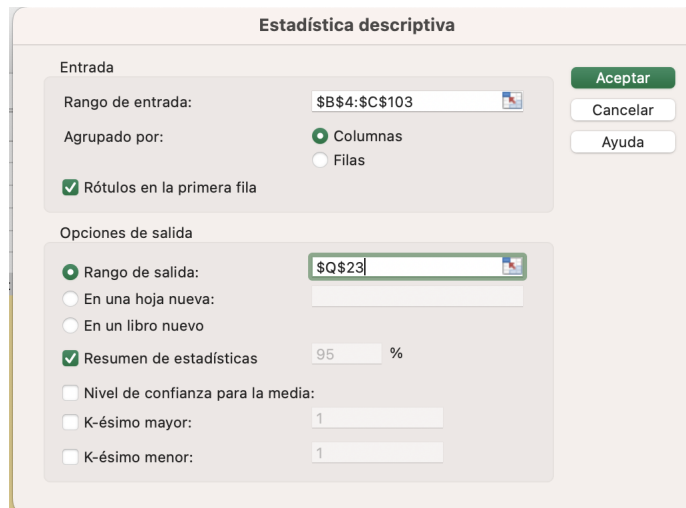 Estadística descriptiva
Entrada
Rango de entrada: $B$4:$C$103
Agrupado por: Columnas
Filas
Rótulos en la primera fila
Aceptar
Cancelar
Ayuda
Opciones de salida
Rango de salida: $Q$23
En una hoja nueva:
En un libro nuevo
Resumen de estadísticas 95 %
Nivel de confianza para la media:
K-ésimo mayor: 1
K-ésimo menor: 1